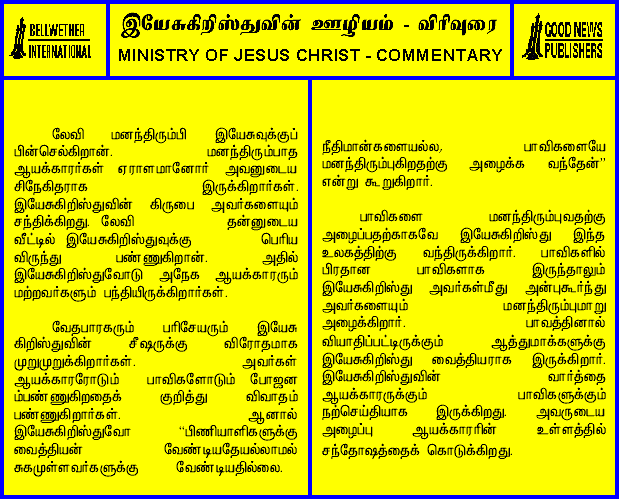 BELLWETHER
INTERNATIONAL
இயேசுகிறிஸ்துவின் ஊழியம் - விரிவுரை
MINISTRY OF JESUS CHRIST - COMMENTARY
GOOD NEWS
PUBLISHERS
லேவி மனந்திரும்பி இயேசுவுக்குப்
பின்செல்கிறான். மனந்திரும்பாத
ஆயக்காரர்கள் ஏராளமானோர் அவனுடைய
சிநேகிதராக இருக்கிறார்கள்.
இயேசுகிறிஸ்துவின் கிருபை அவர்களையும்
சந்திக்கிறது. லேவி தன்னுடைய
வீட்டில் இயேசுகிறிஸ்துவுக்கு பெரிய
விருந்து பண்ணுகிறான். அதில்
இயேசுகிறிஸ்துவோடு அநேக ஆயக்காரரும்
மற்றவர்களும் பந்தியிருக்கிறார்கள்.
வேதபாரகரும் பரிசேயரும் இயேசு
கிறிஸ்துவின் சீஷருக்கு விரோதமாக
முறுமுறுக்கிறார்கள். அவர்கள்
ஆயக்காரரோடும் பாவிகளோடும் போஜன
ம்பண்ணுகிறதைக் குறித்து விவாதம்
பண்ணுகிறார்கள். ஆனால்
இயேசுகிறிஸ்துவோ "பிணியாளிகளுக்கு
வைத்தியன் வேண்டியதேயல்லாமல்
சுகமுள்ளவர்களுக்கு வேண்டியதில்லை.
நீதிமான்களையல்ல, பாவிகளையே
மனந்திரும்புகிறதற்கு அழைக்க வந்தேன்"
என்று கூறுகிறார்.
பாவிகளை மனந்திரும்புவதற்கு
அழைப்பதற்காகவே இயேசுகிறிஸ்து இந்த
உலகத்திற்கு வந்திருக்கிறார். பாவிகளில்
பிரதான பாவிகளாக இருந்தாலும்
இயேசுகிறிஸ்து அவர்கள்மீது அன்புகூர்ந்து
அவர்களையும் மனந்திரும்புமாறு
அழைக்கிறார். பாவத்தினால்
வியாதிப்பட்டிருக்கும் ஆத்துமாக்களுக்கு
இயேசுகிறிஸ்து வைத்தியராக இருக்கிறார்.
இயேசுகிறிஸ்துவின் வார்த்தை
ஆயக்காரருக்கும் பாவிகளுக்கும்
நற்செய்தியாக இருக்கிறது. அவருடைய
அழைப்பு ஆயக்காரரின் உள்ளத்தில்
சந்தோஷத்தைக் கொடுக்கிறது.